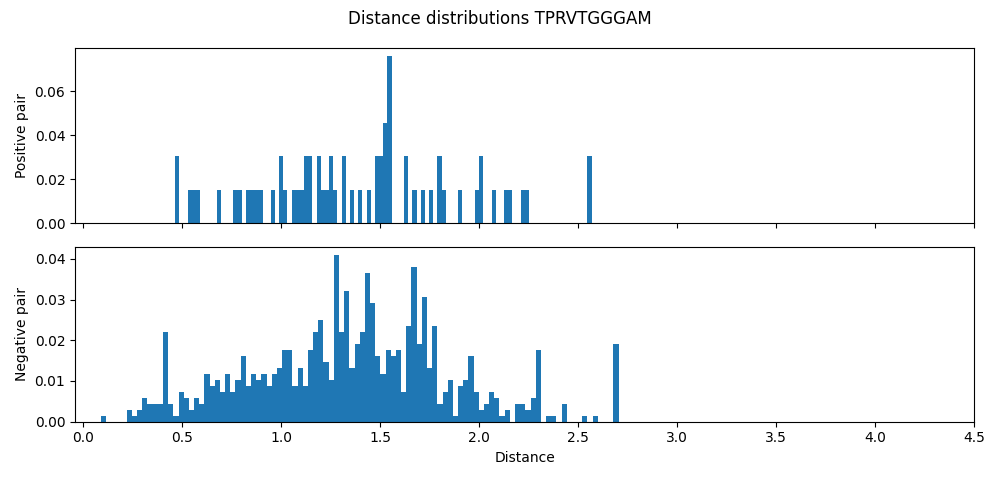 Distance distributions TPRVTGGGAM
Positive pair
0.06
0.04
0.02
0.00
Negative pair
0.04
0.03
0.02
0.01
0.00
0.0 0.5 1.0 1.5 2.0 2.5 3.0 3.5 4.0 4.5
Distance